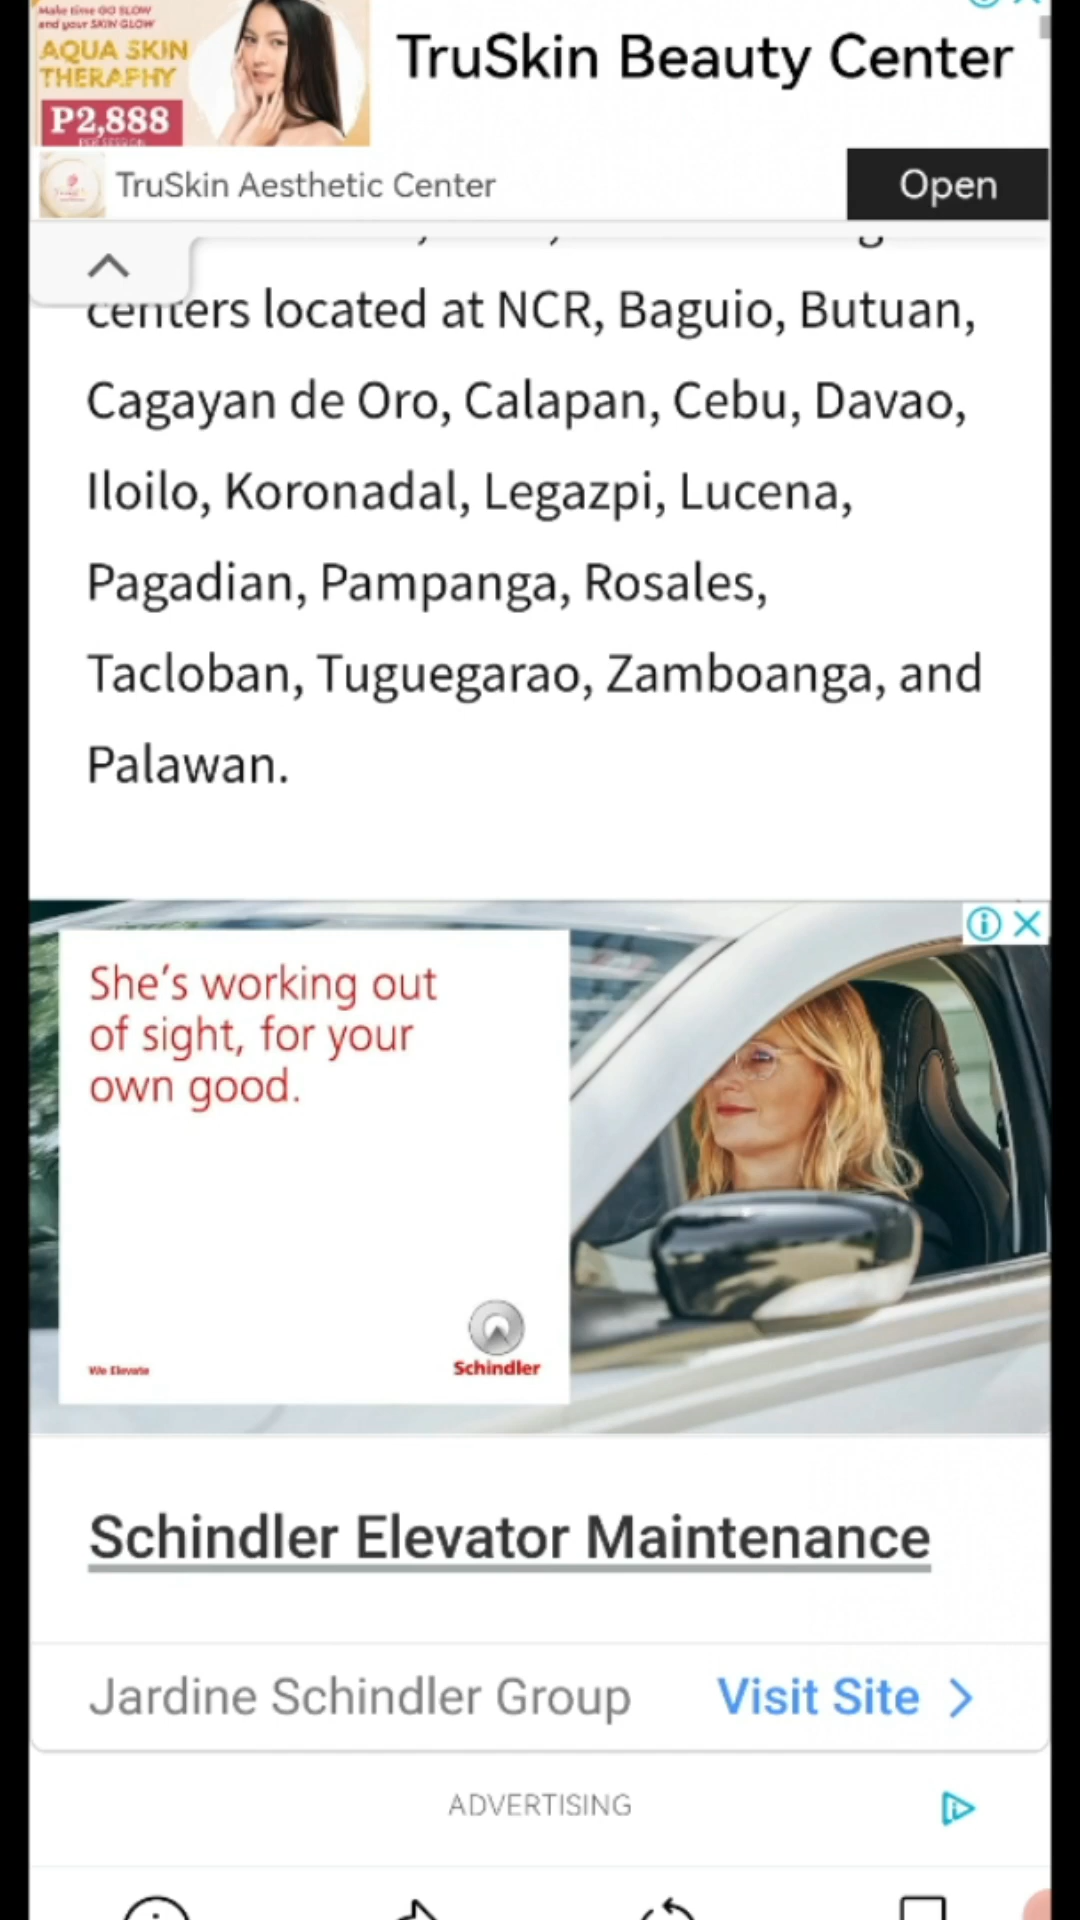 Make time GO SLOW
and your SKIN GLOW
AQUA SKIN
THERAPHY
P2,888
TruSkin Beauty Center
TruSkin Aesthetic Center
Open
centers located at NCR, Baguio, Butuan,
Cagayan de Oro, Calapan, Cebu, Davao,
Iloilo, Koronadal, Legazpi, Lucena,
Pagadian, Pampanga, Rosales,
Tacloban, Tuguegarao, Zamboanga, and
Palawan.
She's working out
of sight, for your
own good.
We Elevate
Schindler
Schindler Elevator Maintenance
Jardine Schindler Group
Visit Site
ADVERTISING